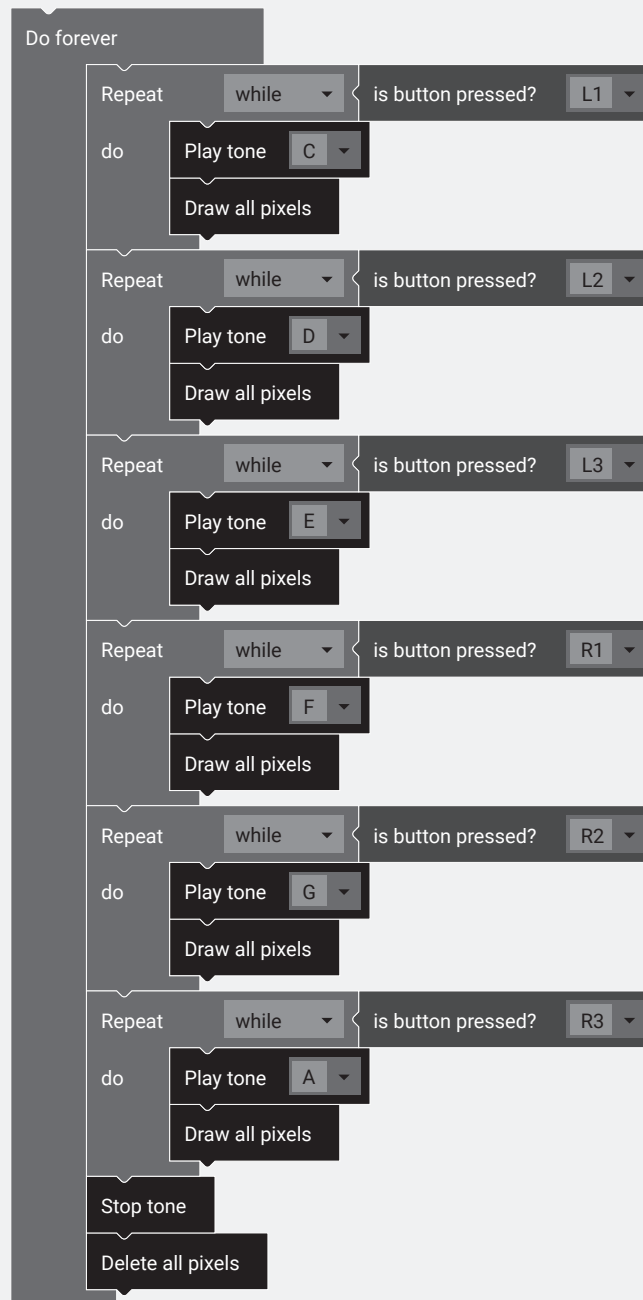 Do forever
Repeat while is button pressed? L1
do Play tone C
Draw all pixels
Repeat while is button pressed? L2
do Play tone D
Draw all pixels
Repeat while is button pressed? L3
do Play tone E
Draw all pixels
Repeat while is button pressed? R1
do Play tone F
Draw all pixels
Repeat while is button pressed? R2
do Play tone G
Draw all pixels
Repeat while is button pressed? R3
do Play tone A
Draw all pixels
Stop tone
Delete all pixels